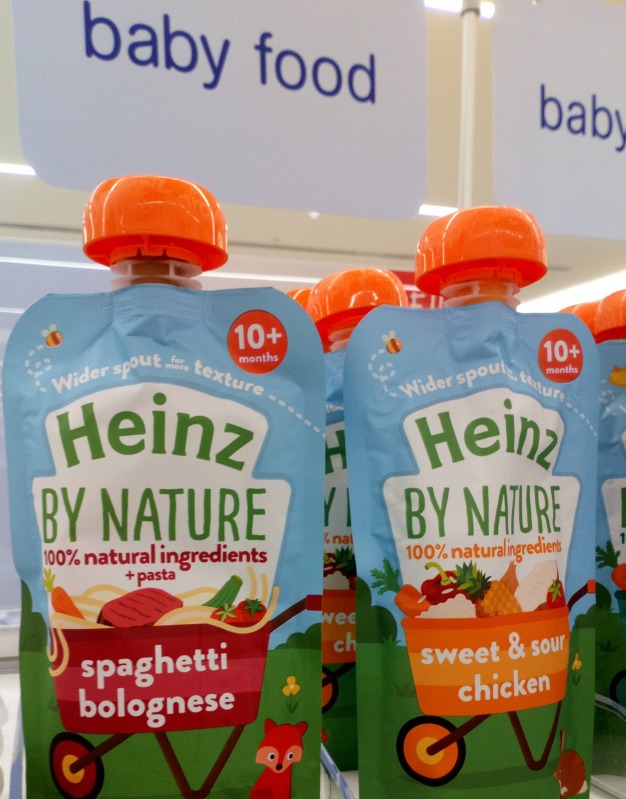 baby food
baby
10+
months
Wider spout for more texture
Heinz
BY NATURE
100% natural ingredients
+ pasta
spaghetti
bolognese
10+
months
Wider spout for more texture
Heinz
BY NATURE
100% natural ingredients
sweet & sour
chicken